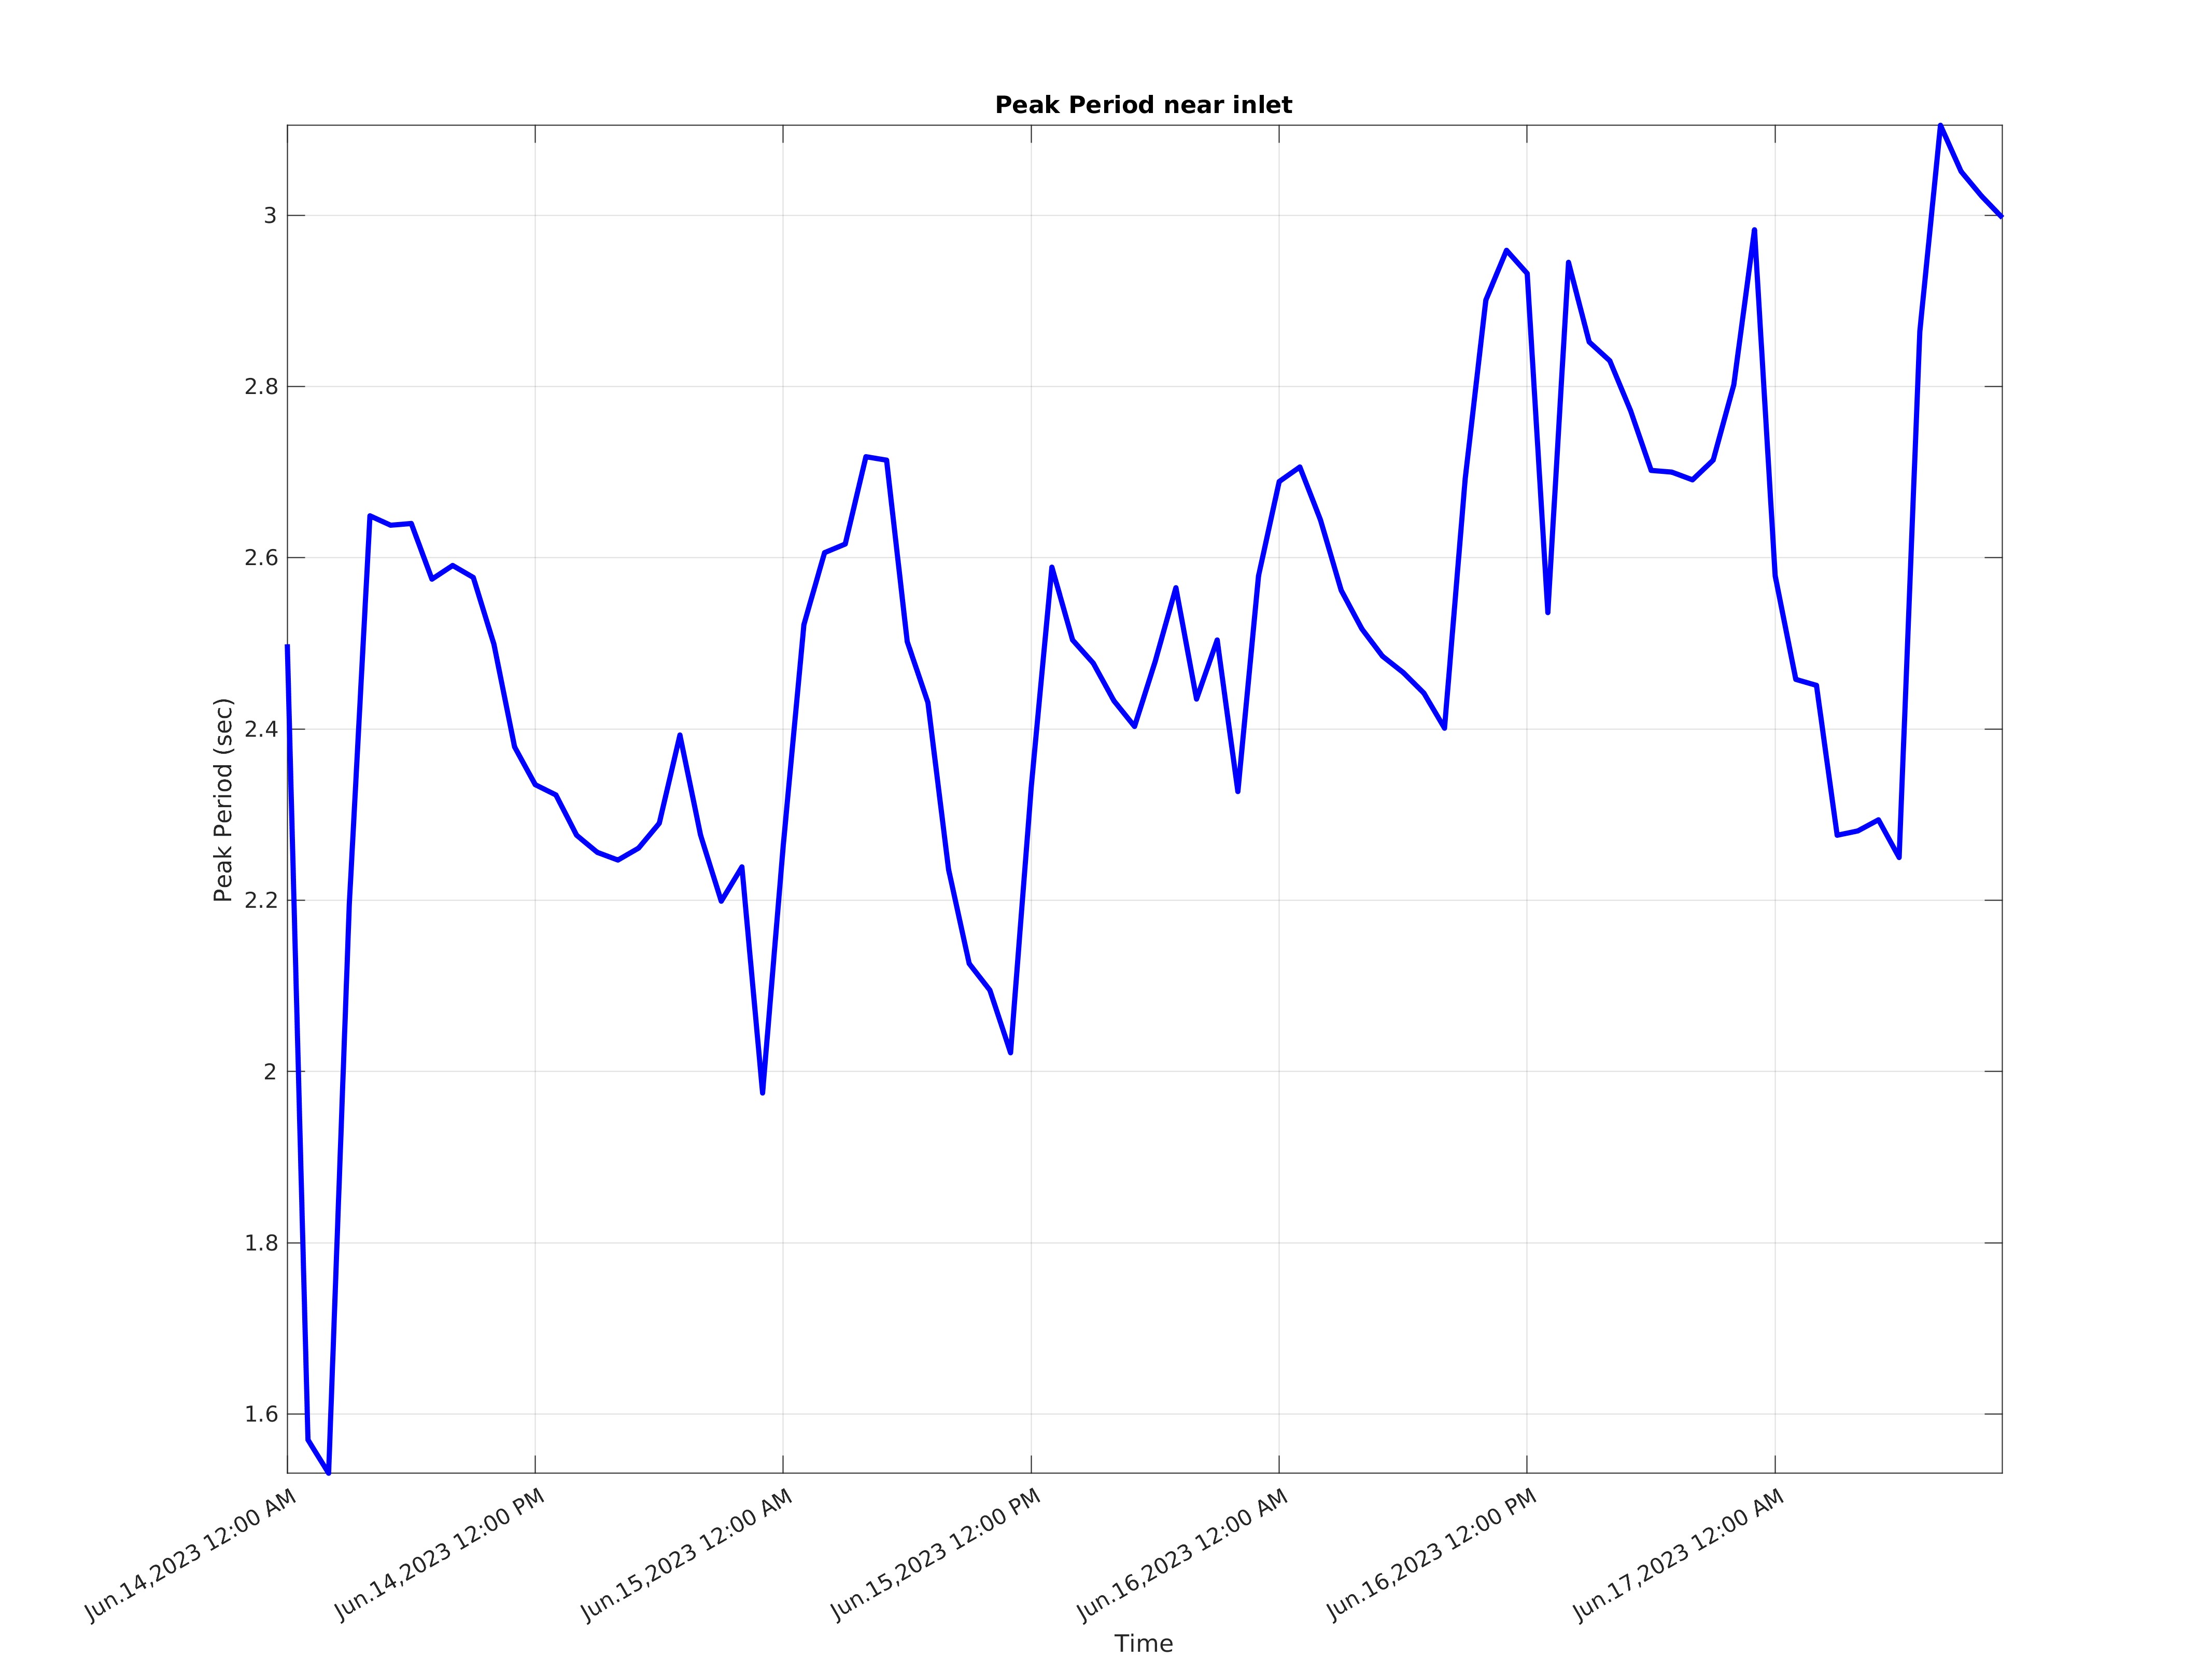 Peak Period near inlet
3
2.8
2.6
2.4
2.2
2
1.8
1.6
Peak Period (sec)
Jun.14,2023 12:00 AM
Jun.14,2023 12:00 PM
Jun.15,2023 12:00 AM
Jun.15,2023 12:00 PM
Jun.16,2023 12:00 AM
Jun.16,2023 12:00 PM
Jun.17,2023 12:00 AM
Time